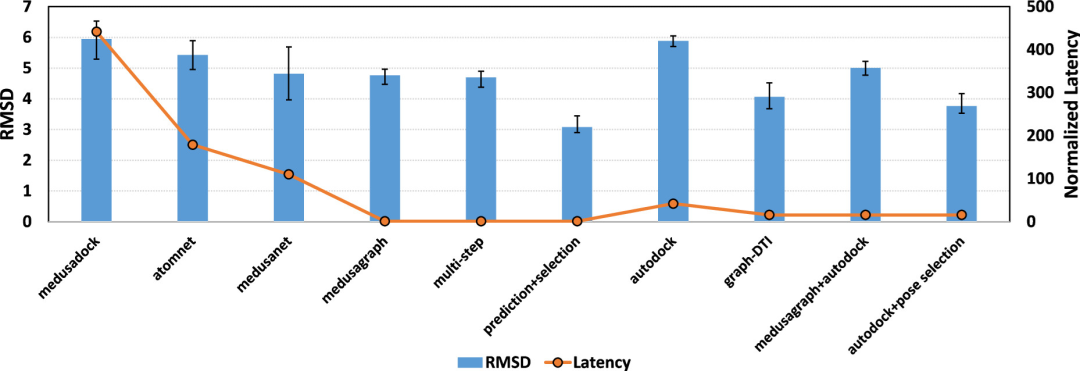 7
6
5
4
3
2
1
0
RMSD
500
400
300
200
100
0
Normalized Latency
medusadock
atomnet
medusanet
medusagraph
multi-step
prediction+selection
autodock
graph-DTI
medusagraph+autodock
autodock+pose selection
RMSD
Latency